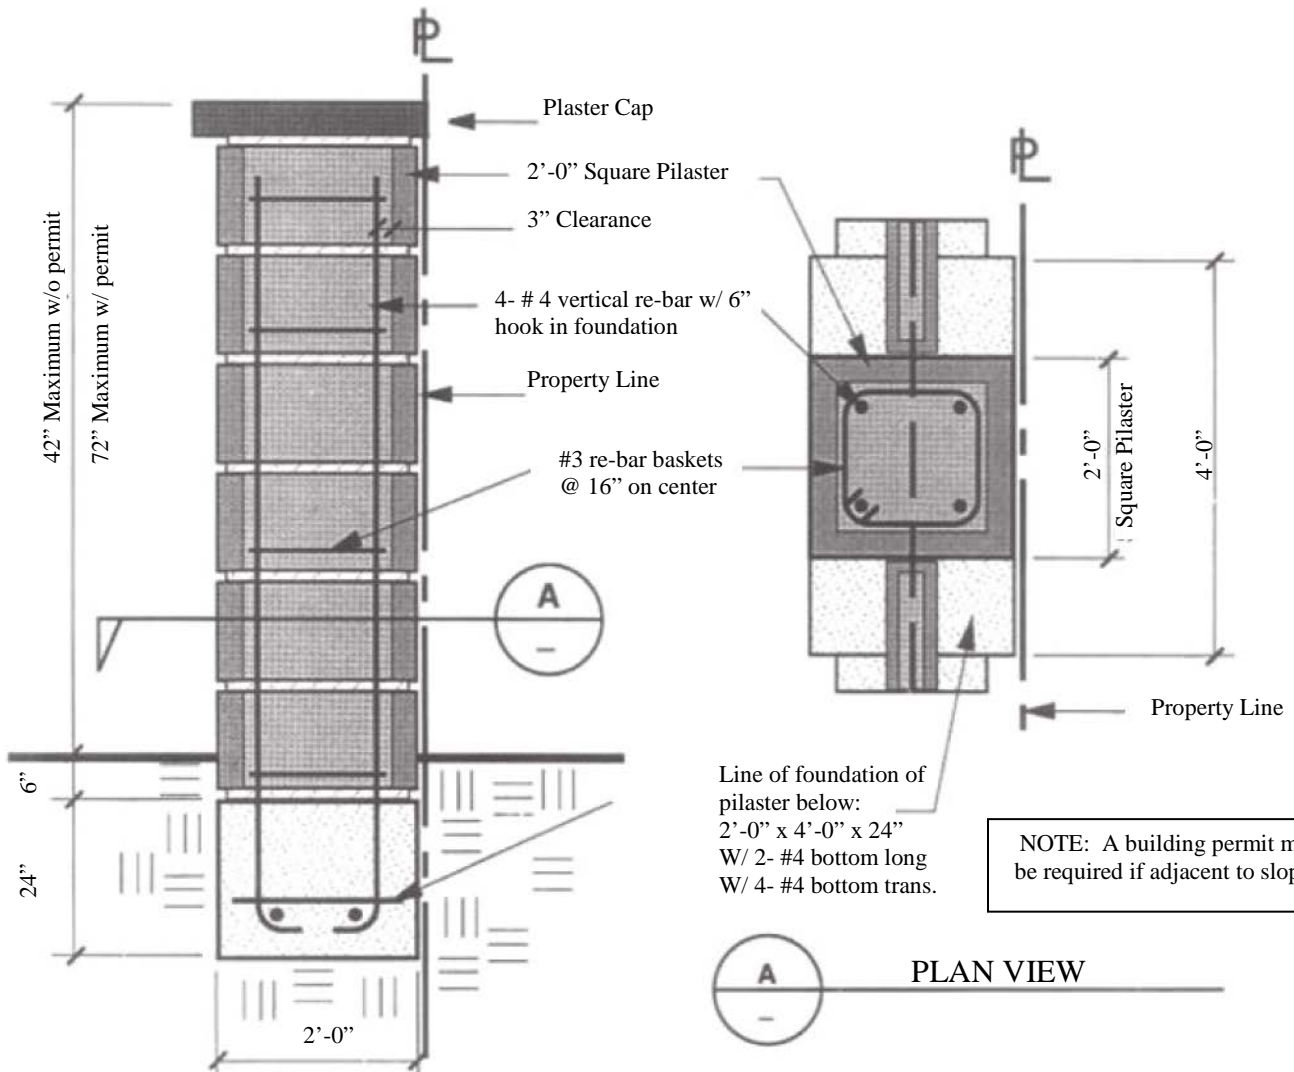 PL
Plaster Cap
2’-0” Square Pilaster
3” Clearance
4- # 4 vertical re-bar w/ 6”
hook in foundation
Property Line
#3 re-bar baskets
@ 16” on center
42” Maximum w/o permit
72” Maximum w/ permit
A
–
6”
24”
2’-0”
PL
2’-0”
Square Pilaster
4’-0”
Property Line
Line of foundation of
pilaster below:
2’-0” x 4’-0” x 24”
W/ 2- #4 bottom long
W/ 4- #4 bottom trans.
NOTE: A building permit
be required if adjacent to
A
–
PLAN VIEW